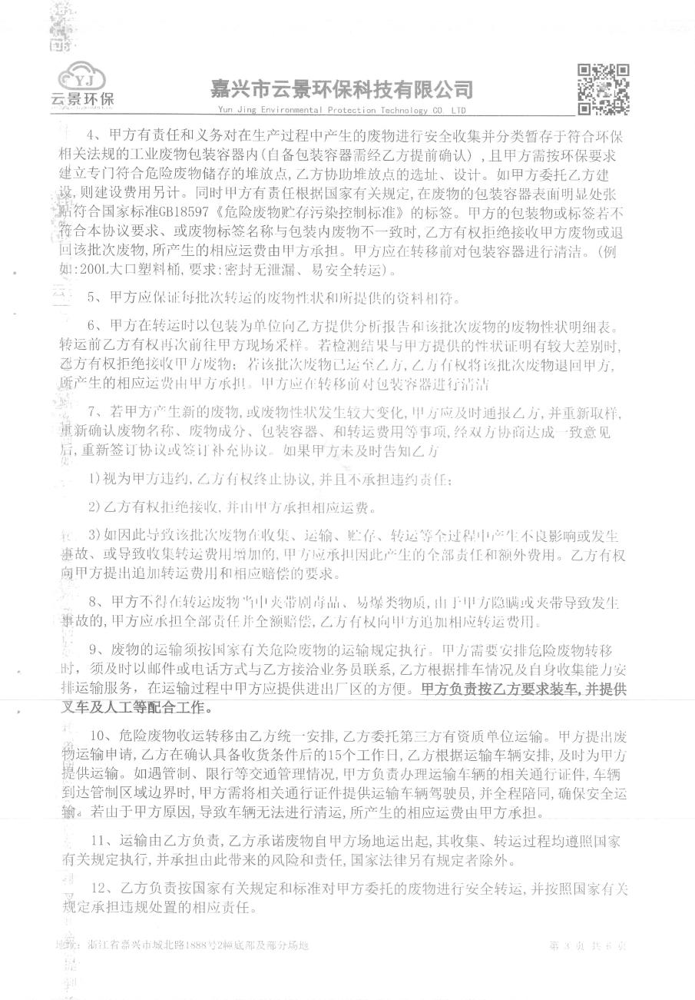 YJ
云景环保
嘉兴市云景环保科技有限公司
Yun Jing Environmental Protection Technology CO. LTD
4、甲方有责任和义务对在生产过程中产生的废物进行安全收集并分类暂存于符合环保
相关法规的工业废物包装容器内(自备包装容器需经乙方提前确认),且甲方需按环保要求
建立专门符合危险废物储存的堆放点,乙方协助堆放点的选址、设计。如甲方委托乙方建
设,则建设费用另计。同时甲方有责任根据国家有关规定,在废物的包装容器表面明显处张
贴符合国家标准GB18597《危险废物贮存污染控制标准》的标签。甲方的包装物或标签若不
符合本协议要求、或废物标签名称与包装内废物不一致时,乙方有权拒绝接收甲方废物或退
回该批次废物,所产生的相应运费由甲方承担。甲方应在转移前对包装容器进行清洁。(例
如:200L大口塑料桶,要求:密封无泄漏、易安全转运)。
5、甲方应保证每批次转运的废物性状和所提供的资料相符。
6、甲方在转运时以包装为单位向乙方提供分析报告和该批次废物的废物性状明细表。
转运前乙方有权再次前往甲方现场采样。若检测结果与甲方提供的性状证明有较大差别时,
乙方有权拒绝接收甲方废物;若该批次废物已运至乙方,乙方有权将该批次废物退回甲方,
所产生的相应运费由甲方承担。甲方应在转移前对包装容器进行清洁
7、若甲方产生新的废物,或废物性状发生较大变化,甲方应及时通报乙方,并重新取样,
重新确认废物名称、废物成分、包装容器、和转运费用等事项,经双方协商达成一致意见
后,重新签订协议或签订补充协议。如果甲方未及时告知乙方
1)视为甲方违约,乙方有权终止协议,并且不承担违约责任;
2)乙方有权拒绝接收,并由甲方承担相应运费。
3)如因此导致该批次废物在收集、运输、贮存、转运等全过程中产生不良影响或发生
事故、或导致收集转运费用增加的,甲方应承担因此产生的全部责任和额外费用。乙方有权
向甲方提出追加转运费用和相应赔偿的要求。
8、甲方不得在转运废物当中夹带剧毒品、易爆类物质,由于甲方隐瞒或夹带导致发生
事故的,甲方应承担全部责任并全额赔偿,乙方有权向甲方追加相应转运费用。
9、废物的运输须按国家有关危险废物的运输规定执行。甲方需要安排危险废物转移
时，须及时以邮件或电话方式与乙方接洽业务员联系,乙方根据排车情况及自身收集能力安
排运输服务，在运输过程中甲方应提供进出厂区的方便。甲方负责按乙方要求装车,并提供
叉车及人工等配合工作。
10、危险废物收运转移由乙方统一安排,乙方委托第三方有资质单位运输。甲方提出废
物运输申请,乙方在确认具备收货条件后的15个工作日,乙方根据运输车辆安排,及时为甲方
提供运输。如遇管制、限行等交通管理情况,甲方负责办理运输车辆的相关通行证件,车辆
到达管制区域边界时,甲方需将相关通行证件提供运输车辆驾驶员,并全程陪同,确保安全运
输。若由于甲方原因,导致车辆无法进行清运,所产生的相应运费由甲方承担。
11、运输由乙方负责,乙方承诺废物自甲方场地运出起,其收集、转运过程均遵照国家
有关规定执行,并承担由此带来的风险和责任,国家法律另有规定者除外。
12、乙方负责按国家有关规定和标准对甲方委托的废物进行安全转运,并按照国家有关
规定承担违规处置的相应责任。
地址：浙江省嘉兴市城北路1888号2幢底部及部分场地
第 3 页 共 6 页